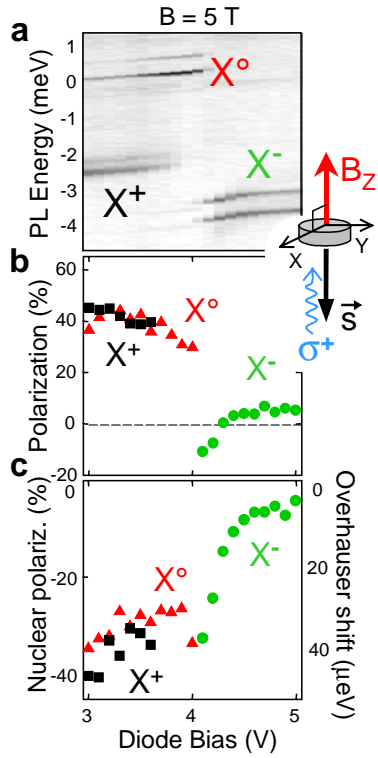 B = 5 T
a
PL Energy (meV)
1
0
-2
-3
-4
X°
X⁺
X⁻
B_Z
X
Y
S⃗
σ⁺
b
Polarization (%)
60
40
20
0
-20
X°
X⁺
X⁻
c
Nuclear polariz. (%)
0
-20
-40
X°
X⁺
X⁻
0
20
40
Overhauser shift (μeV)
3
4
5
Diode Bias (V)